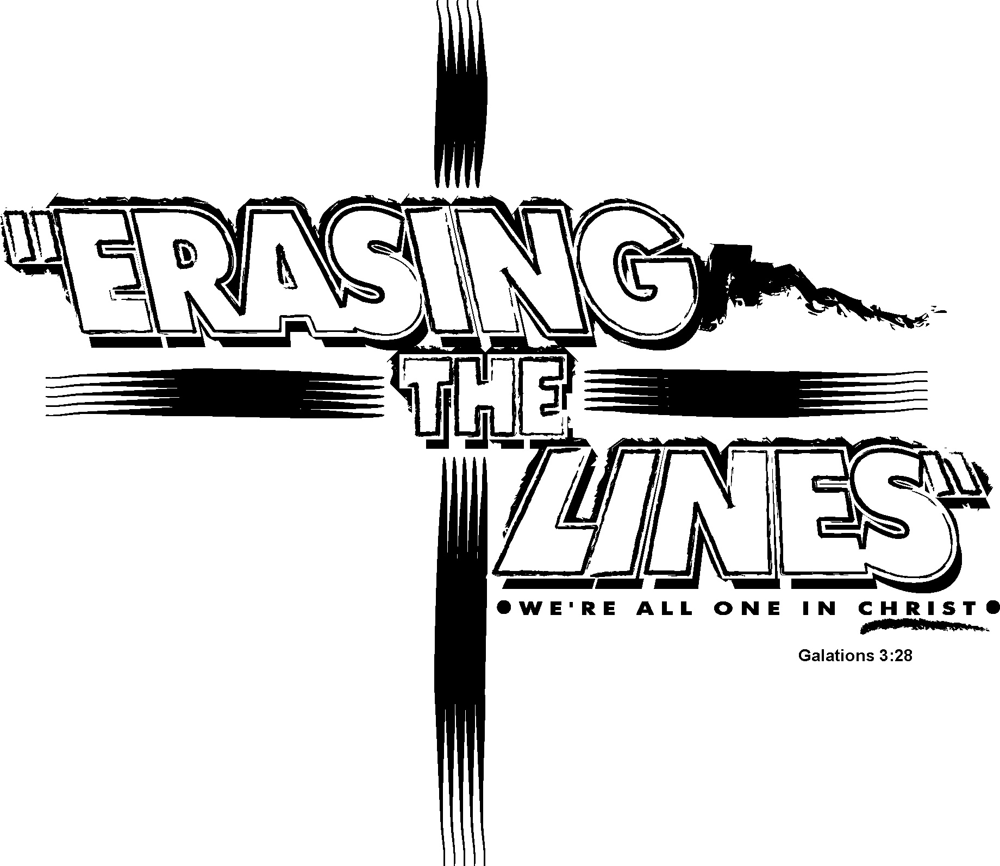 "ERASING
THE
LINES"
•WE'RE ALL ONE IN CHRIST•
Galations 3:28